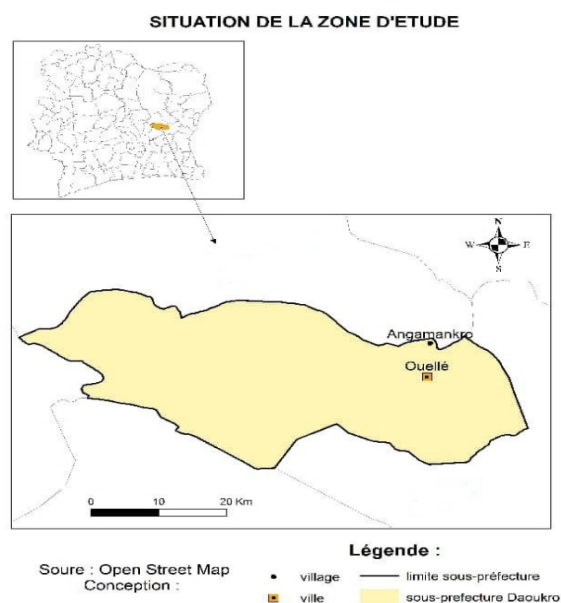 SITUATION DE LA ZONE D'ETUDE
N
W E
S
Angamankro
Ouellé
0 10 20 Km
Légende :
Soure : Open Street Map
Conception :
village
limite sous-préfecture
ville
sous-prefecture Daoukro